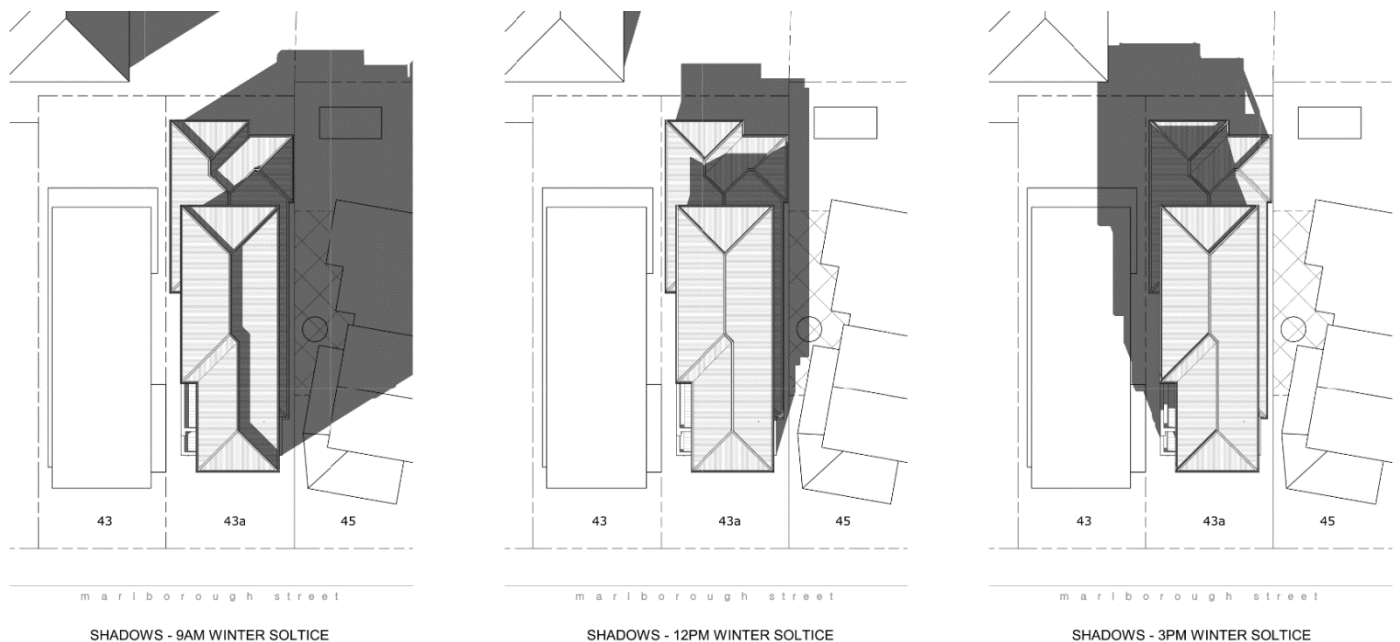 43 43a 45
marlborough street
SHADOWS - 9AM WINTER SOLTICE
43 43a 45
marlborough street
SHADOWS - 12PM WINTER SOLTICE
43 43a 45
marlborough street
SHADOWS - 3PM WINTER SOLTICE